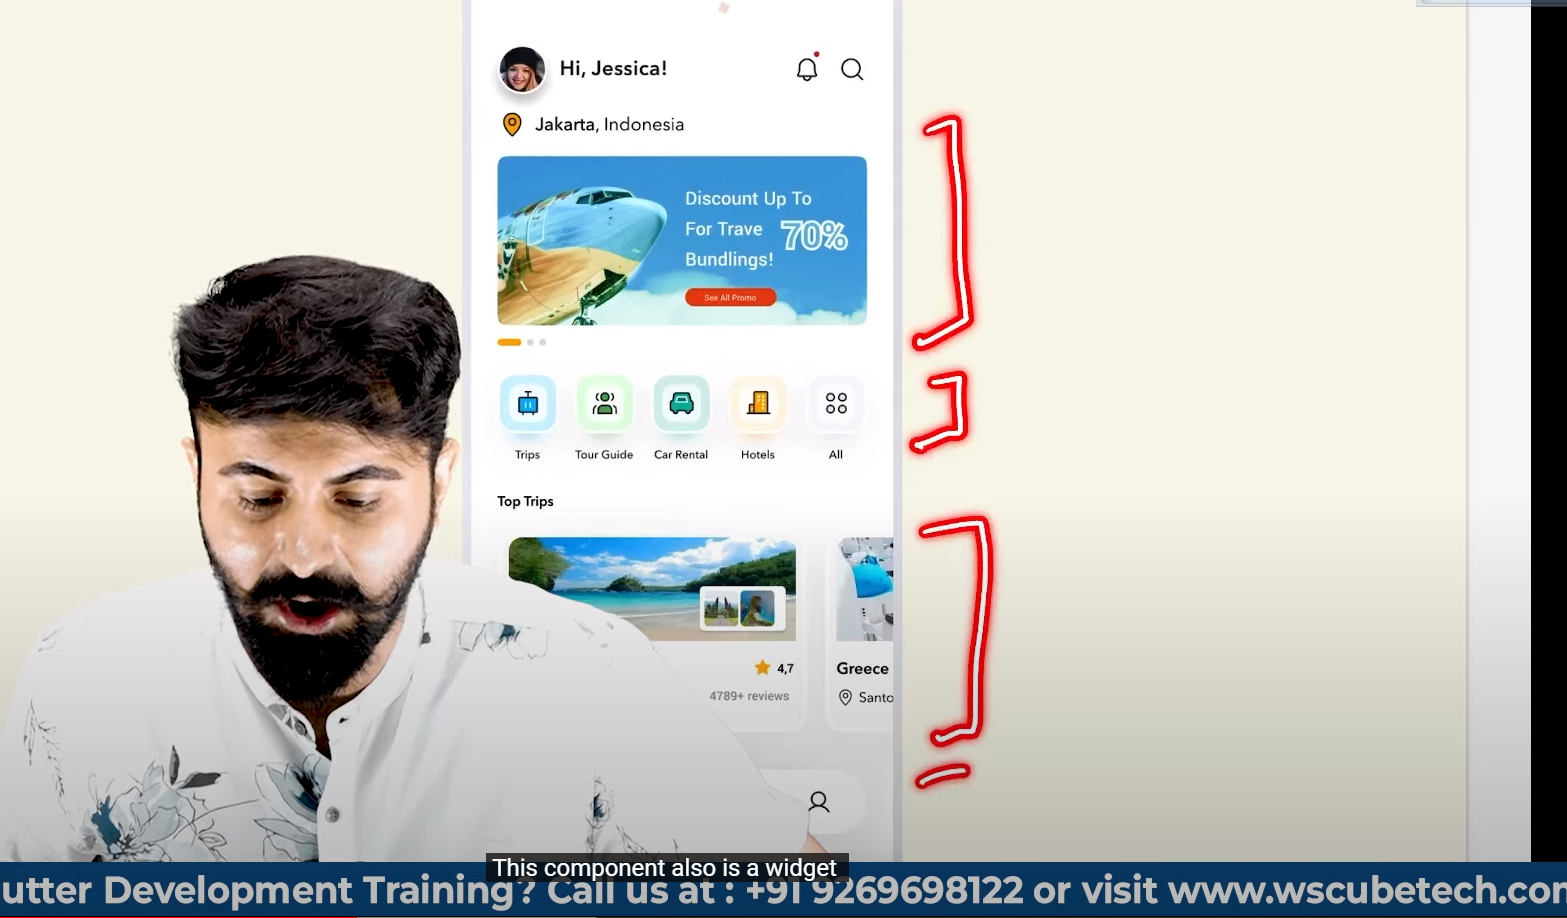 Hi, Jessica!
Jakarta, Indonesia
Discount Up To
For Trave 70%
Bundlings!
See All Promo
Trips Tour Guide Car Rental Hotels All
Top Trips
4,7
4789+ reviews
Greece
Santo
This component also is a widget
utter Development Training? Call us at : +91 9269698122 or visit www.wscubetech.com